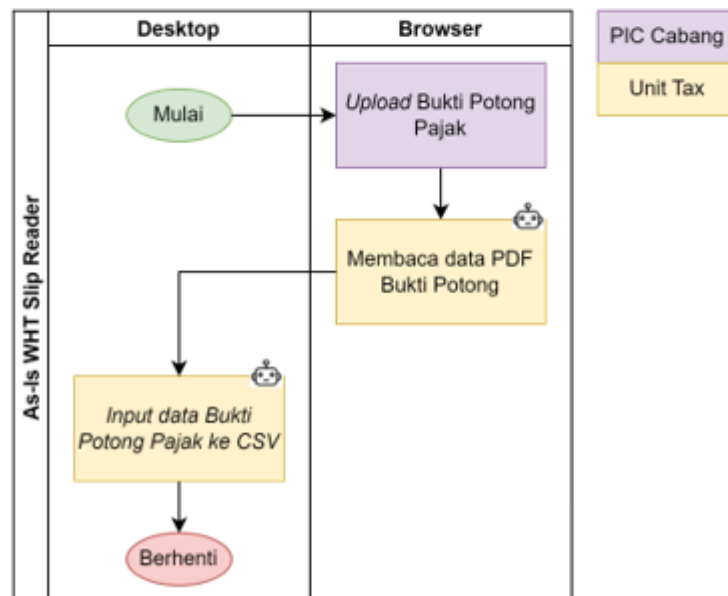 Desktop
Browser
PIC Cabang
Unit Tax
As-Is WHT Slip Reader
Mulai
Upload Bukti Potong
Pajak
Membaca data PDF
Bukti Potong
Input data Bukti
Potong Pajak ke CSV
Berhenti